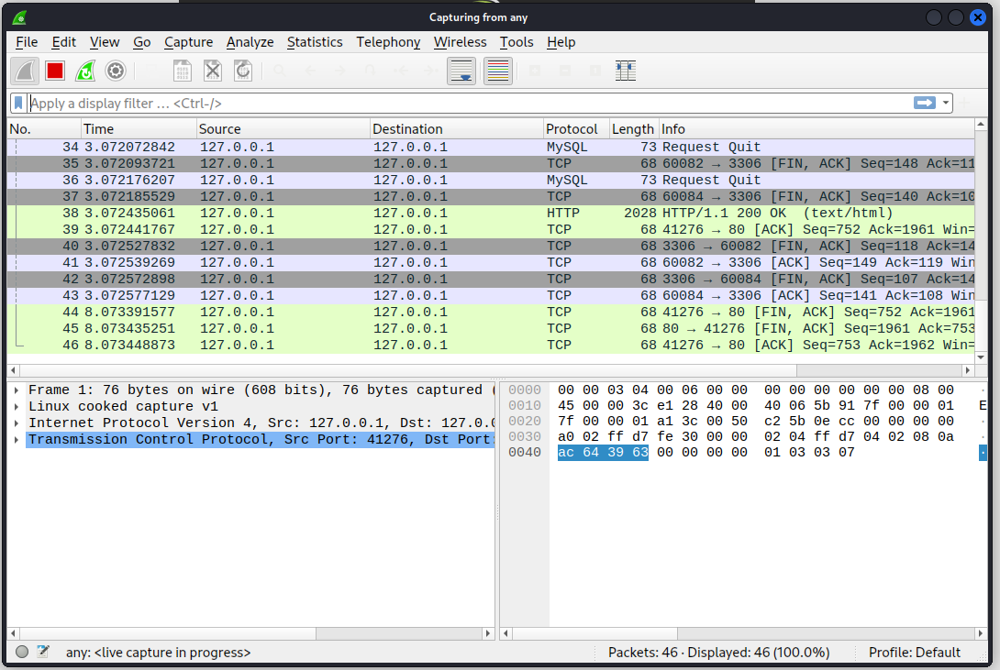 Capturing from any
File Edit View Go Capture Analyze Statistics Telephony Wireless Tools Help
Apply a display filter … <Ctrl-/>
No. Time Source Destination Protocol Length Info
34 3.072072842 127.0.0.1 127.0.0.1 MySQL 73 Request Quit
35 3.072093721 127.0.0.1 127.0.0.1 TCP 68 60082 → 3306 [FIN, ACK] Seq=148 Ack=11
36 3.072176207 127.0.0.1 127.0.0.1 MySQL 73 Request Quit
37 3.072185529 127.0.0.1 127.0.0.1 TCP 68 60084 → 3306 [FIN, ACK] Seq=140 Ack=10
38 3.072435061 127.0.0.1 127.0.0.1 HTTP 2028 HTTP/1.1 200 OK (text/html)
39 3.072441767 127.0.0.1 127.0.0.1 TCP 68 41276 → 80 [ACK] Seq=752 Ack=1961 Win=
40 3.072527832 127.0.0.1 127.0.0.1 TCP 68 3306 → 60082 [FIN, ACK] Seq=118 Ack=14
41 3.072539269 127.0.0.1 127.0.0.1 TCP 68 60082 → 3306 [ACK] Seq=149 Ack=119 Win
42 3.072572898 127.0.0.1 127.0.0.1 TCP 68 3306 → 60084 [FIN, ACK] Seq=107 Ack=14
43 3.072577129 127.0.0.1 127.0.0.1 TCP 68 60084 → 3306 [ACK] Seq=141 Ack=108 Win
44 8.073391577 127.0.0.1 127.0.0.1 TCP 68 41276 → 80 [FIN, ACK] Seq=752 Ack=1961
45 8.073435251 127.0.0.1 127.0.0.1 TCP 68 80 → 41276 [FIN, ACK] Seq=1961 Ack=753
46 8.073448873 127.0.0.1 127.0.0.1 TCP 68 41276 → 80 [ACK] Seq=753 Ack=1962 Win=
Frame 1: 76 bytes on wire (608 bits), 76 bytes captured (
Linux cooked capture v1
Internet Protocol Version 4, Src: 127.0.0.1, Dst: 127.0.0
Transmission Control Protocol, Src Port: 41276, Dst Port:
0000 00 00 03 04 00 06 00 00 00 00 00 00 00 00 08 00 ·
0010 45 00 00 3c e1 28 40 00 40 06 5b 91 7f 00 00 01 E
0020 7f 00 00 01 a1 3c 00 50 c2 5b 0e cc 00 00 00 00 ·
0030 a0 02 ff d7 fe 30 00 00 02 04 ff d7 04 02 08 0a ·
0040 ac 64 39 63 00 00 00 00 01 03 03 07 ·
any: <live capture in progress> Packets: 46 · Displayed: 46 (100.0%) Profile: Default